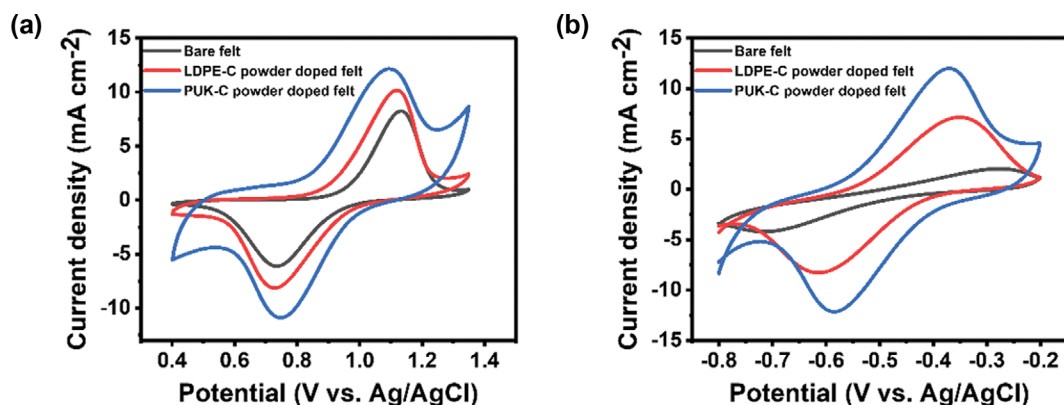 (a)
Current density (mA cm-2)
15
10
5
0
-5
-10
Bare felt
LDPE-C powder doped felt
PUK-C powder doped felt
0.4 0.6 0.8 1.0 1.2 1.4
Potential (V vs. Ag/AgCl)
(b)
Current density (mA cm-2)
15
10
5
0
-5
-10
-15
Bare felt
LDPE-C powder doped felt
PUK-C powder doped felt
-0.8 -0.7 -0.6 -0.5 -0.4 -0.3 -0.2
Potential (V vs. Ag/AgCl)